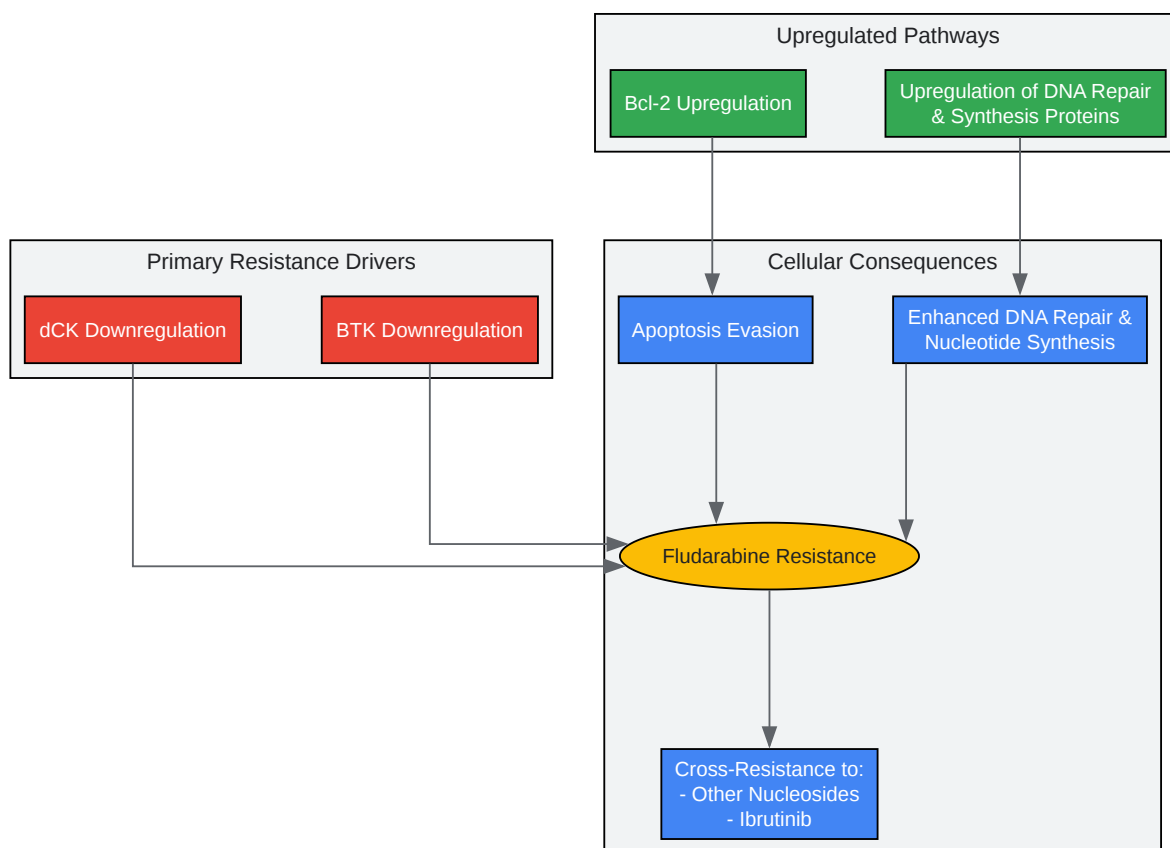 Upregulated Pathways
Bcl-2 Upregulation
Upregulation of DNA Repair
& Synthesis Proteins
Primary Resistance Drivers
dCK Downregulation
BTK Downregulation
Cellular Consequences
Apoptosis Evasion
Enhanced DNA Repair &
Nucleotide Synthesis
Fludarabine Resistance
Cross-Resistance to:
- Other Nucleosides
- Ibrutinib